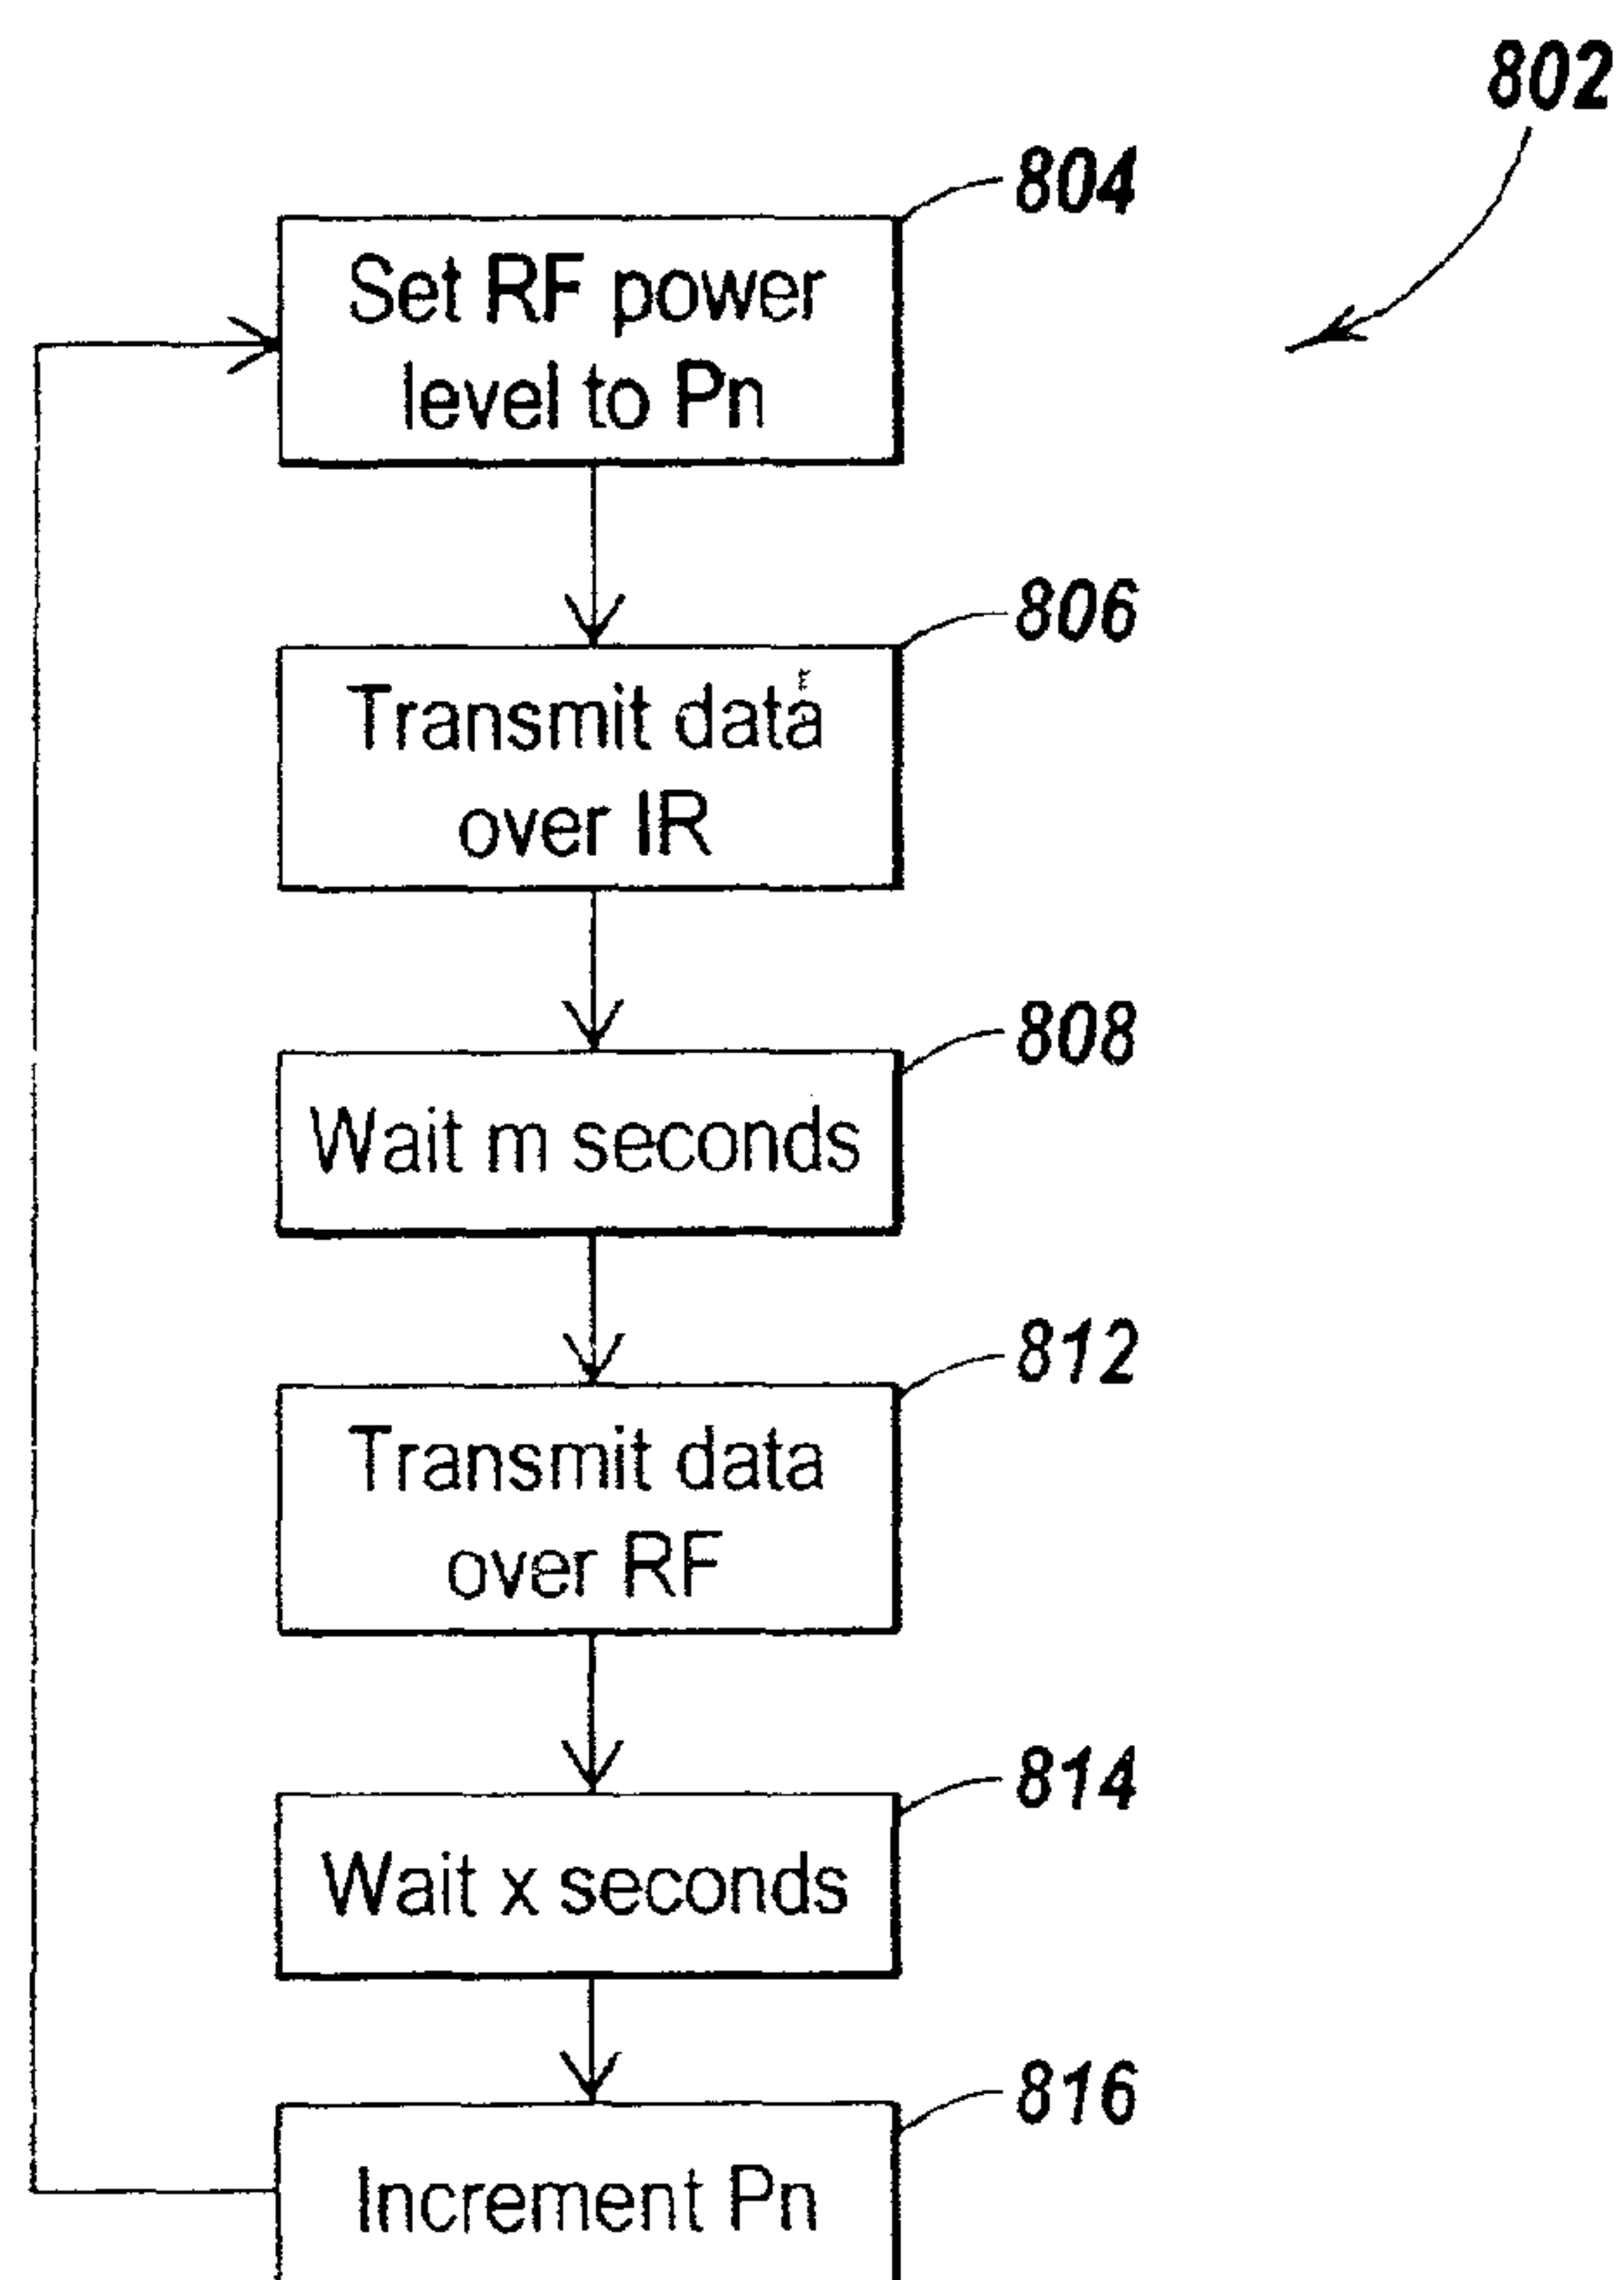 802
804
Set RF power
level to Pn
806
Transmit data
over IR
808
Wait m seconds
812
Transmit data
over RF
814
Wait x seconds
816
Increment Pn